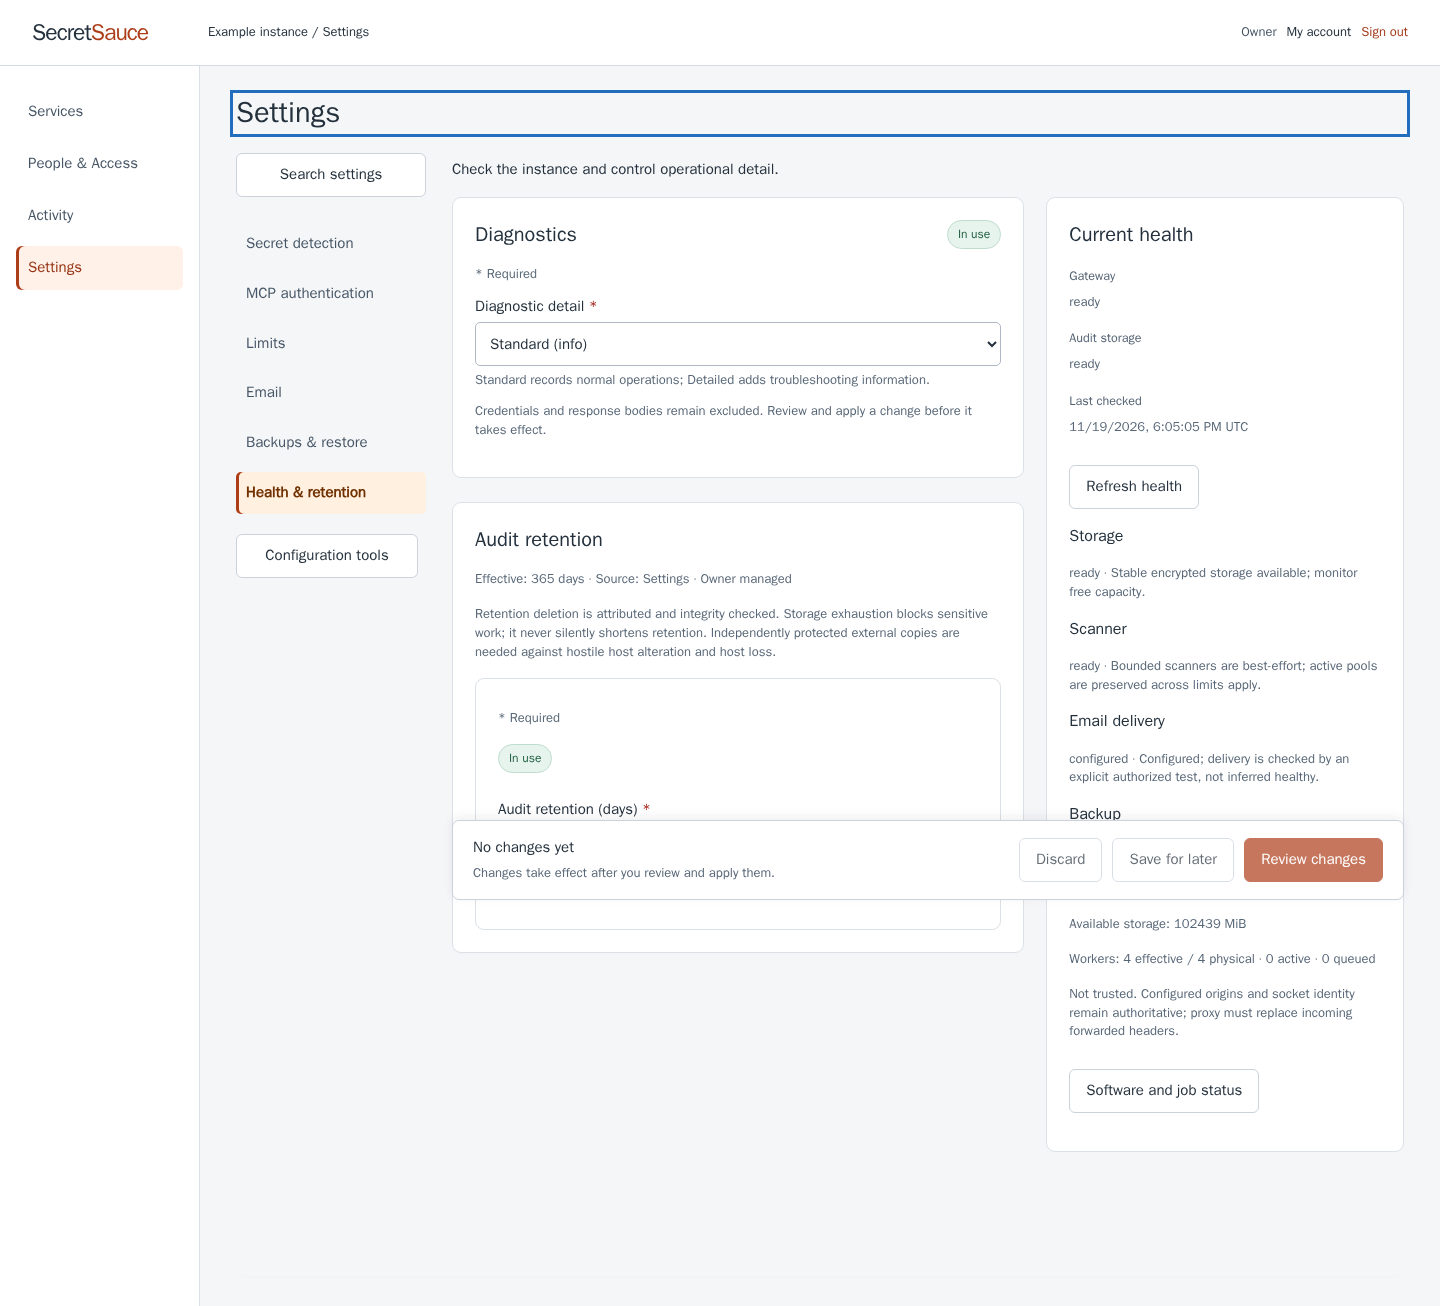 SecretSauce
Example instance / Settings
Owner My account Sign out
Services
People & Access
Activity
Settings
Settings
Search settings
Secret detection
MCP authentication
Limits
Email
Backups & restore
Health & retention
Configuration tools
Check the instance and control operational detail.
Diagnostics
In use
* Required
Diagnostic detail *
Standard (info)
Standard records normal operations; Detailed adds troubleshooting information.
Credentials and response bodies remain excluded. Review and apply a change before it
takes effect.
Audit retention
Effective: 365 days · Source: Settings · Owner managed
Retention deletion is attributed and integrity checked. Storage exhaustion blocks sensitive
work; it never silently shortens retention. Independently protected external copies are
needed against hostile host alteration and host loss.
* Required
In use
Audit retention (days) *
Current health
Gateway
ready
Audit storage
ready
Last checked
11/19/2026, 6:05:05 PM UTC
Refresh health
Storage
ready · Stable encrypted storage available; monitor
free capacity.
Scanner
ready · Bounded scanners are best-effort; active pools
are preserved across limits apply.
Email delivery
configured · Configured; delivery is checked by an
explicit authorized test, not inferred healthy.
Backup
No changes yet
Changes take effect after you review and apply them.
Discard
Save for later
Review changes
Available storage: 102439 MiB
Workers: 4 effective / 4 physical · 0 active · 0 queued
Not trusted. Configured origins and socket identity
remain authoritative; proxy must replace incoming
forwarded headers.
Software and job status